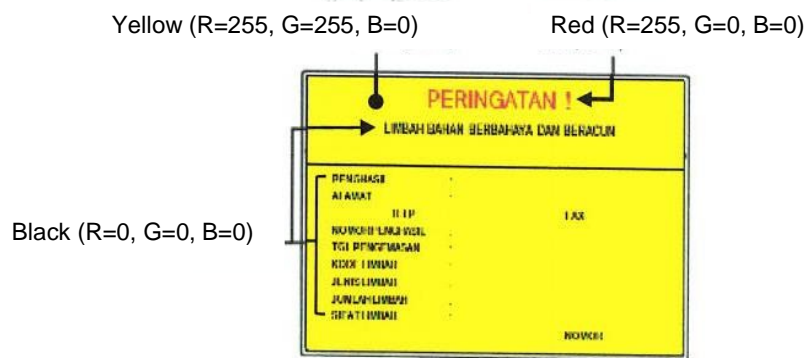 Yellow (R=255, G=255, B=0) Red (R=255, G=0, B=0)
PERINGATAN !
LIMBAH BAHAN BERBAHAYA DAN BERACUN
PENGHASIL :
ALAMAT :
TELP FAX
NOMOR PENGHASIL :
Black (R=0, G=0, B=0)
TGL PENGEMASAN :
KODE LIMBAH :
JENIS LIMBAH :
JUMLAH LIMBAH :
SIFAT LIMBAH :
NOMOR